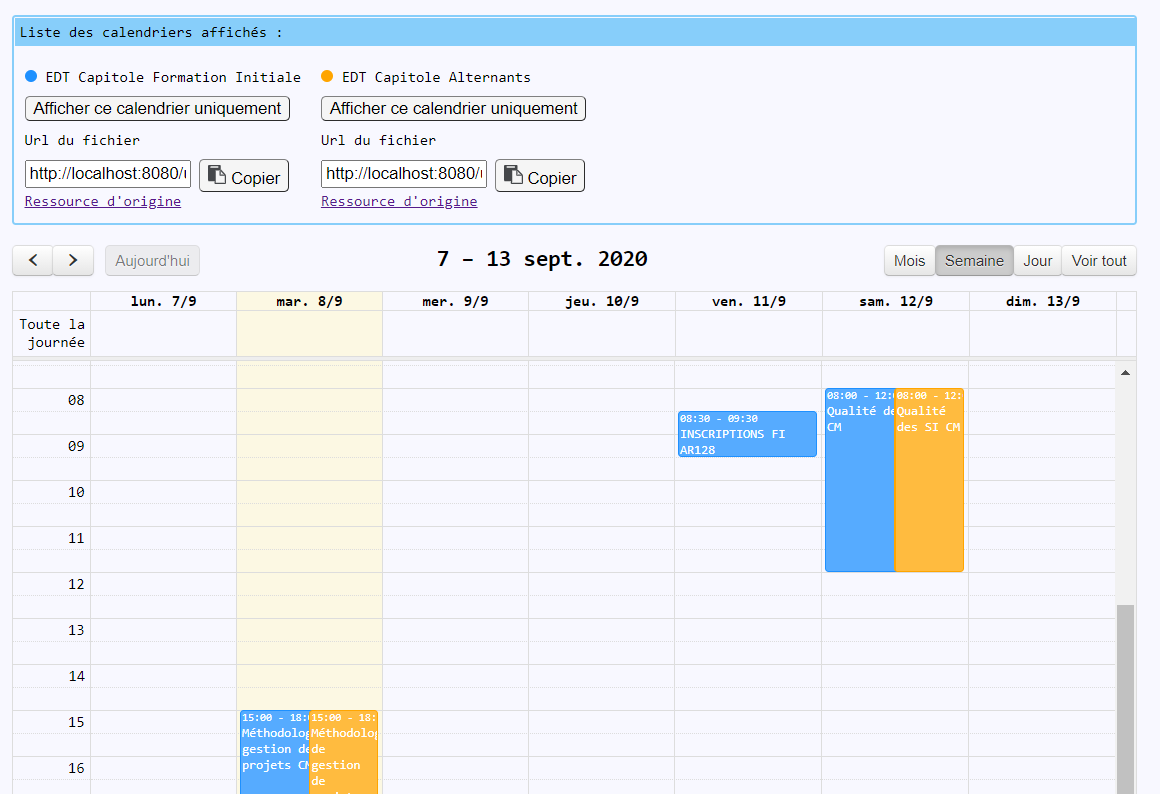 Liste des calendriers affichés :
EDT Capitole Formation Initiale
EDT Capitole Alternants
Afficher ce calendrier uniquement
Afficher ce calendrier uniquement
Url du fichier
Url du fichier
http://localhost:8080/
Copier
http://localhost:8080/
Copier
Ressource d'origine
Ressource d'origine
Aujourd'hui
7 – 13 sept. 2020
Mois
Semaine
Jour
Voir tout
lun. 7/9
mar. 8/9
mer. 9/9
jeu. 10/9
ven. 11/9
sam. 12/9
dim. 13/9
Toute la
journée
08
09
10
11
12
13
14
15
16
08:30 - 09:30
INSCRIPTIONS FI
AR128
08:00 - 12:
Qualité de
CM
08:00 - 12:
Qualité
des SI CM
15:00 - 18:
Méthodolog
gestion de
projets CM
15:00 - 18:
Méthodolog
de
gestion
de